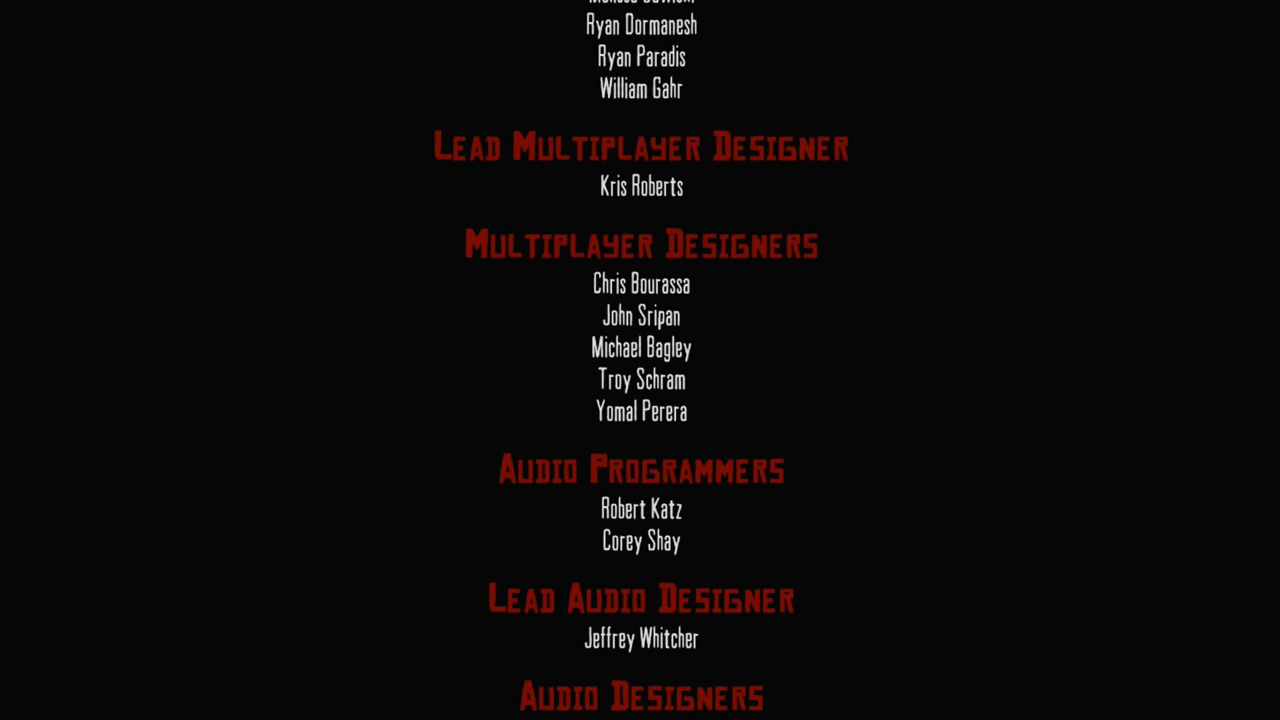 Ryan Dormanesh
Ryan Paradis
William Gahr
Lead Multiplayer Designer
Kris Roberts
Multiplayer Designers
Chris Bourassa
John Sripan
Michael Bagley
Troy Schram
Yomal Perera
Audio Programmers
Robert Katz
Corey Shay
Lead Audio Designer
Jeffrey Whitcher
Audio Designers